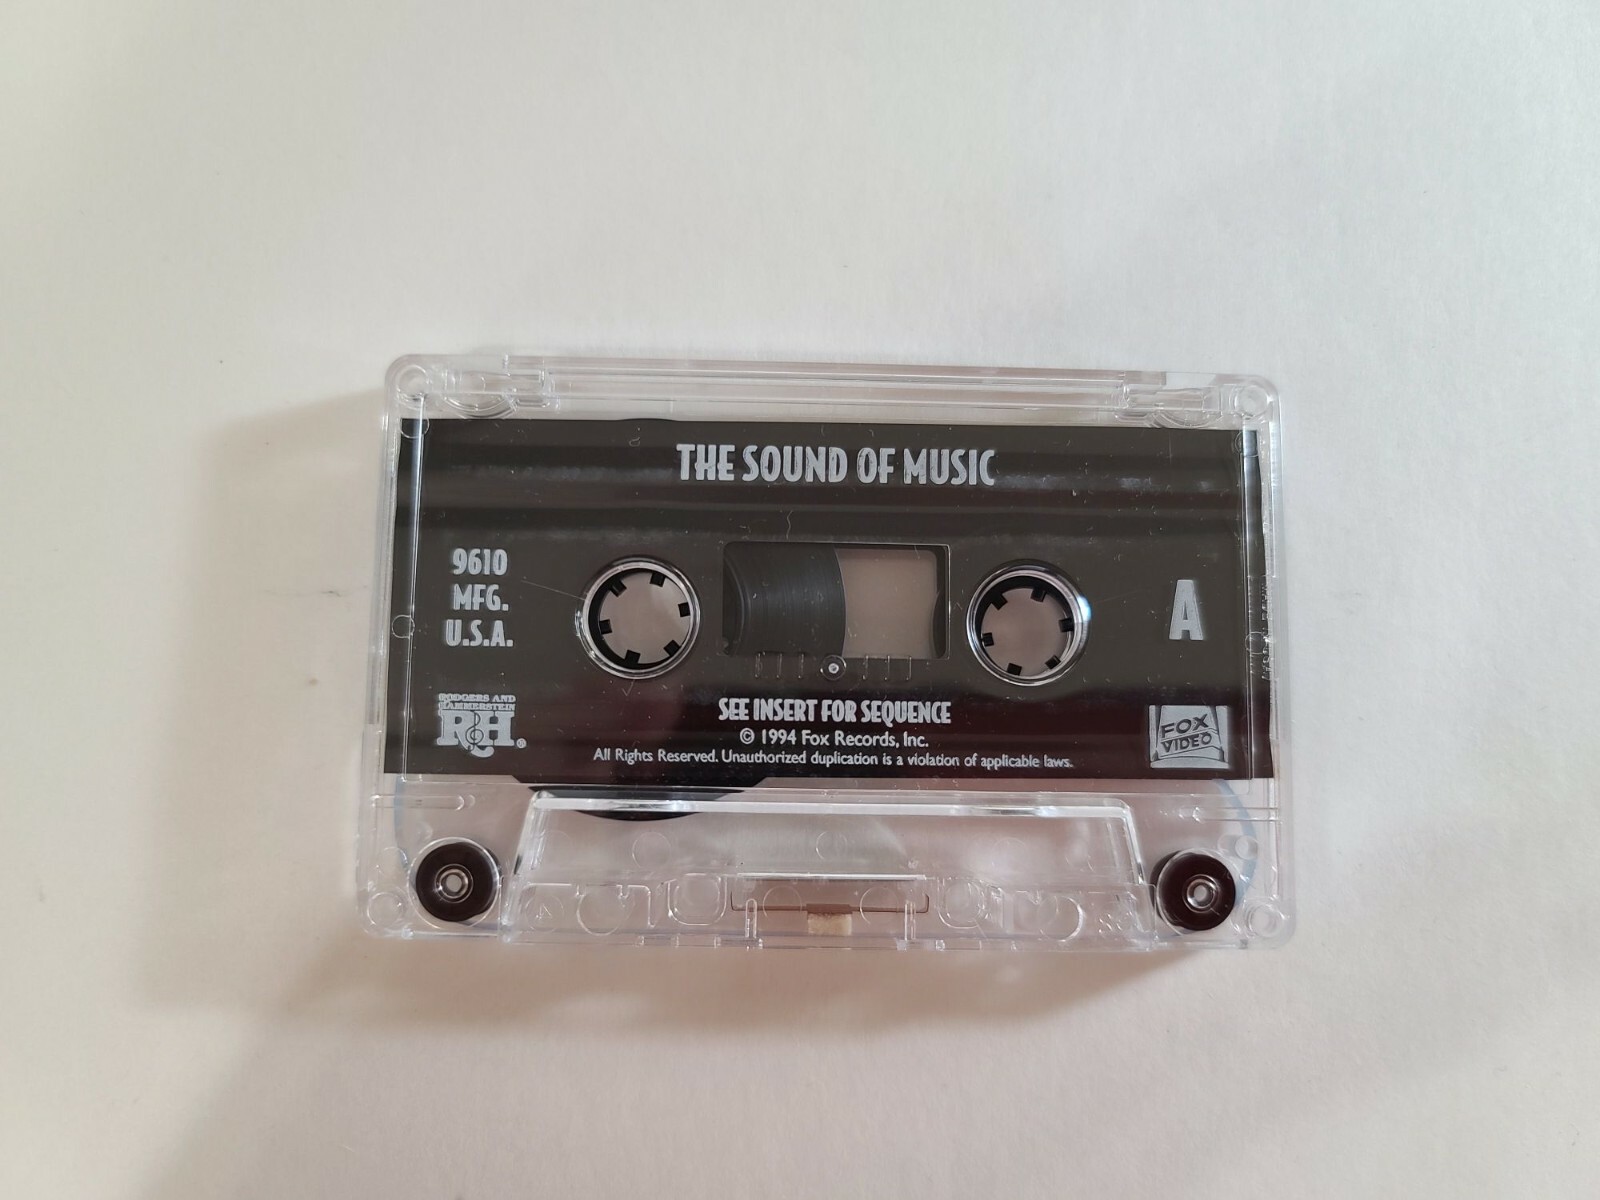 THE SOUND OF MUSIC
9610
MFG.
U.S.A.
A
RODGERS AND
HAMMERSTEIN
R&H®
SEE INSERT FOR SEQUENCE
© 1994 Fox Records, Inc.
All Rights Reserved. Unauthorized duplication is a violation of applicable laws.
FOX
VIDEO